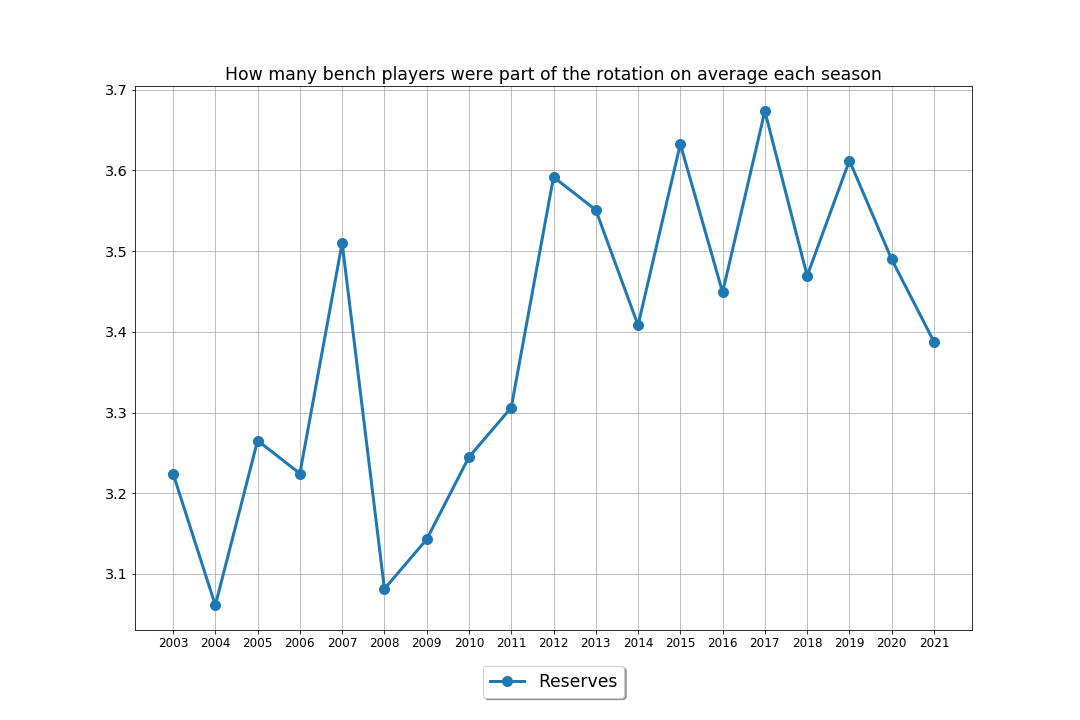 How many bench players were part of the rotation on average each season
3.7
3.6
3.5
3.4
3.3
3.2
3.1
2003 2004 2005 2006 2007 2008 2009 2010 2011 2012 2013 2014 2015 2016 2017 2018 2019 2020 2021
Reserves